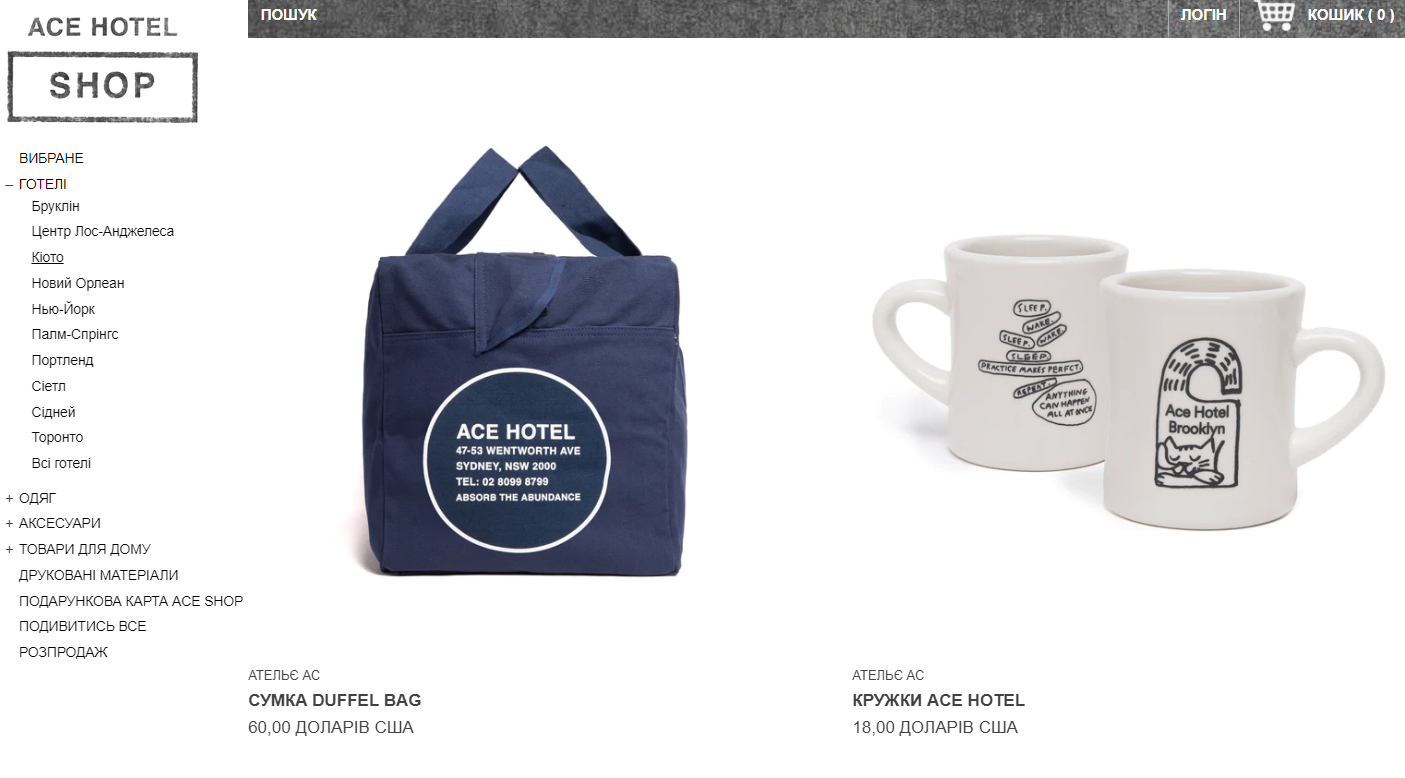 ACE HOTEL
SHOP
ПОШУК
ЛОГІН
КОШИК ( 0 )
ВИБРАНЕ
– ГОТЕЛІ
Бруклін
Центр Лос-Анджелеса
Кіото
Новий Орлеан
Нью-Йорк
Палм-Спрінгс
Портленд
Сіетл
Сідней
Торонто
Всі готелі
+ ОДЯГ
+ АКСЕСУАРИ
+ ТОВАРИ ДЛЯ ДОМУ
ДРУКОВАНІ МАТЕРІАЛИ
ПОДАРУНКОВА КАРТА ACE SHOP
ПОДИВИТИСЬ ВСЕ
РОЗПРОДАЖ
ACE HOTEL
47-53 WENTWORTH AVE
SYDNEY, NSW 2000
TEL: 02 8099 8799
ABSORB THE ABUNDANCE
АТЕЛЬЄ АС
СУМКА DUFFEL BAG
60,00 ДОЛАРІВ США
SLEEP.
WAKE.
SLEEP. WAKE.
SLEEP.
PRACTICE MAKES PERFCT.
REPEAT.
ANYTHING
CAN HAPPEN
ALL AT ONCE
Ace Hotel
Brooklyn
АТЕЛЬЄ АС
КРУЖКИ ACE HOTEL
18,00 ДОЛАРІВ США